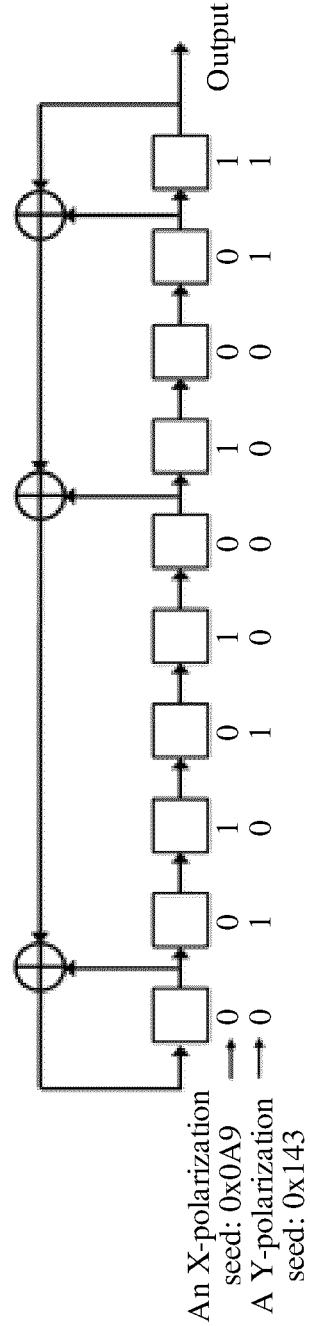 Output
An X-polarization
seed: 0x0A9 0 0 1 0 1 0 1 0 0 1
A Y-polarization 0 1 0 1 0 0 0 0 1 1
seed: 0x143